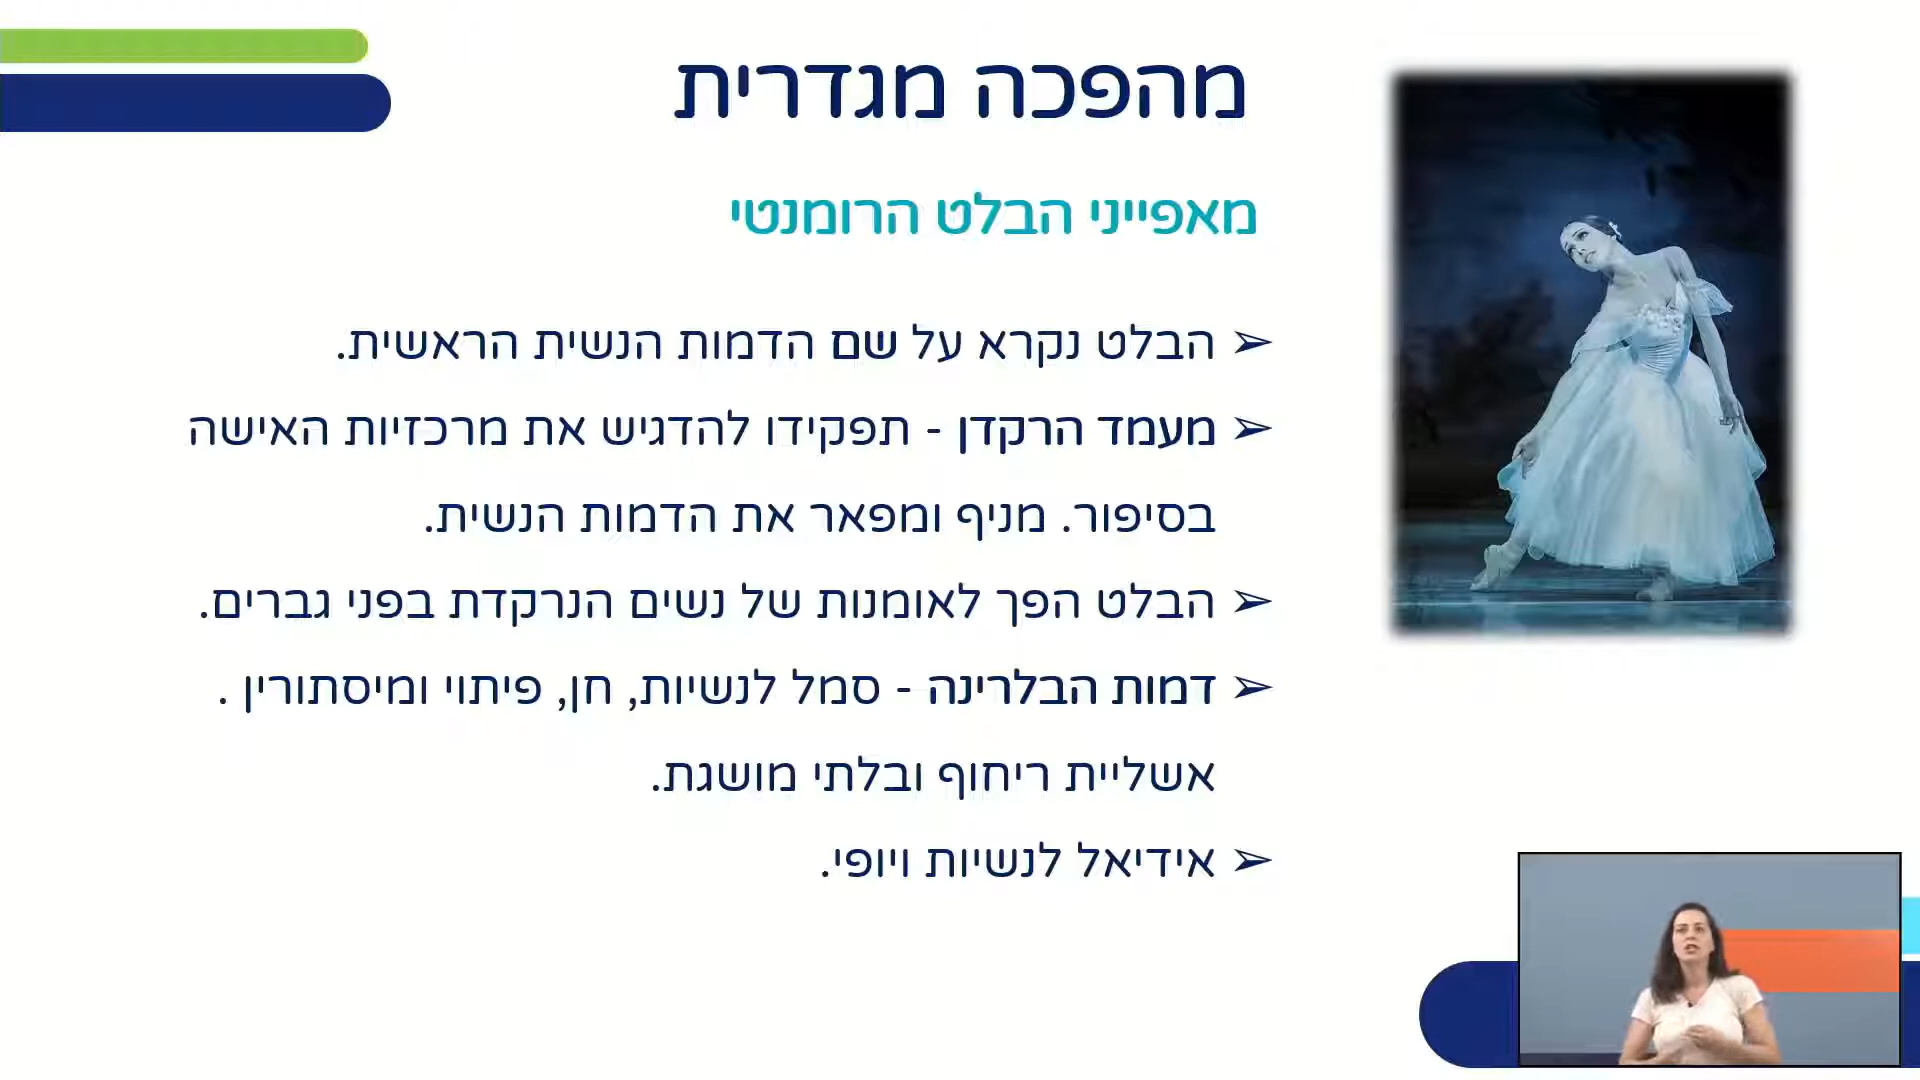 מהפכה מגדרית
מאפייני הבלט הרומנטי
➢ הבלט נקרא על שם הדמות הנשית הראשית.
➢ מעמד הרקדן - תפקידו להדגיש את מרכזיות האישה
בסיפור. מניף ומפאר את הדמות הנשית.
➢ הבלט הפך לאומנות של נשים הנרקדת בפני גברים.
➢ דמות הבלרינה - סמל לנשיות, חן, פיתוי ומיסתורין .
אשליית ריחוף ובלתי מושגת.
➢ אידיאל לנשיות ויופי.